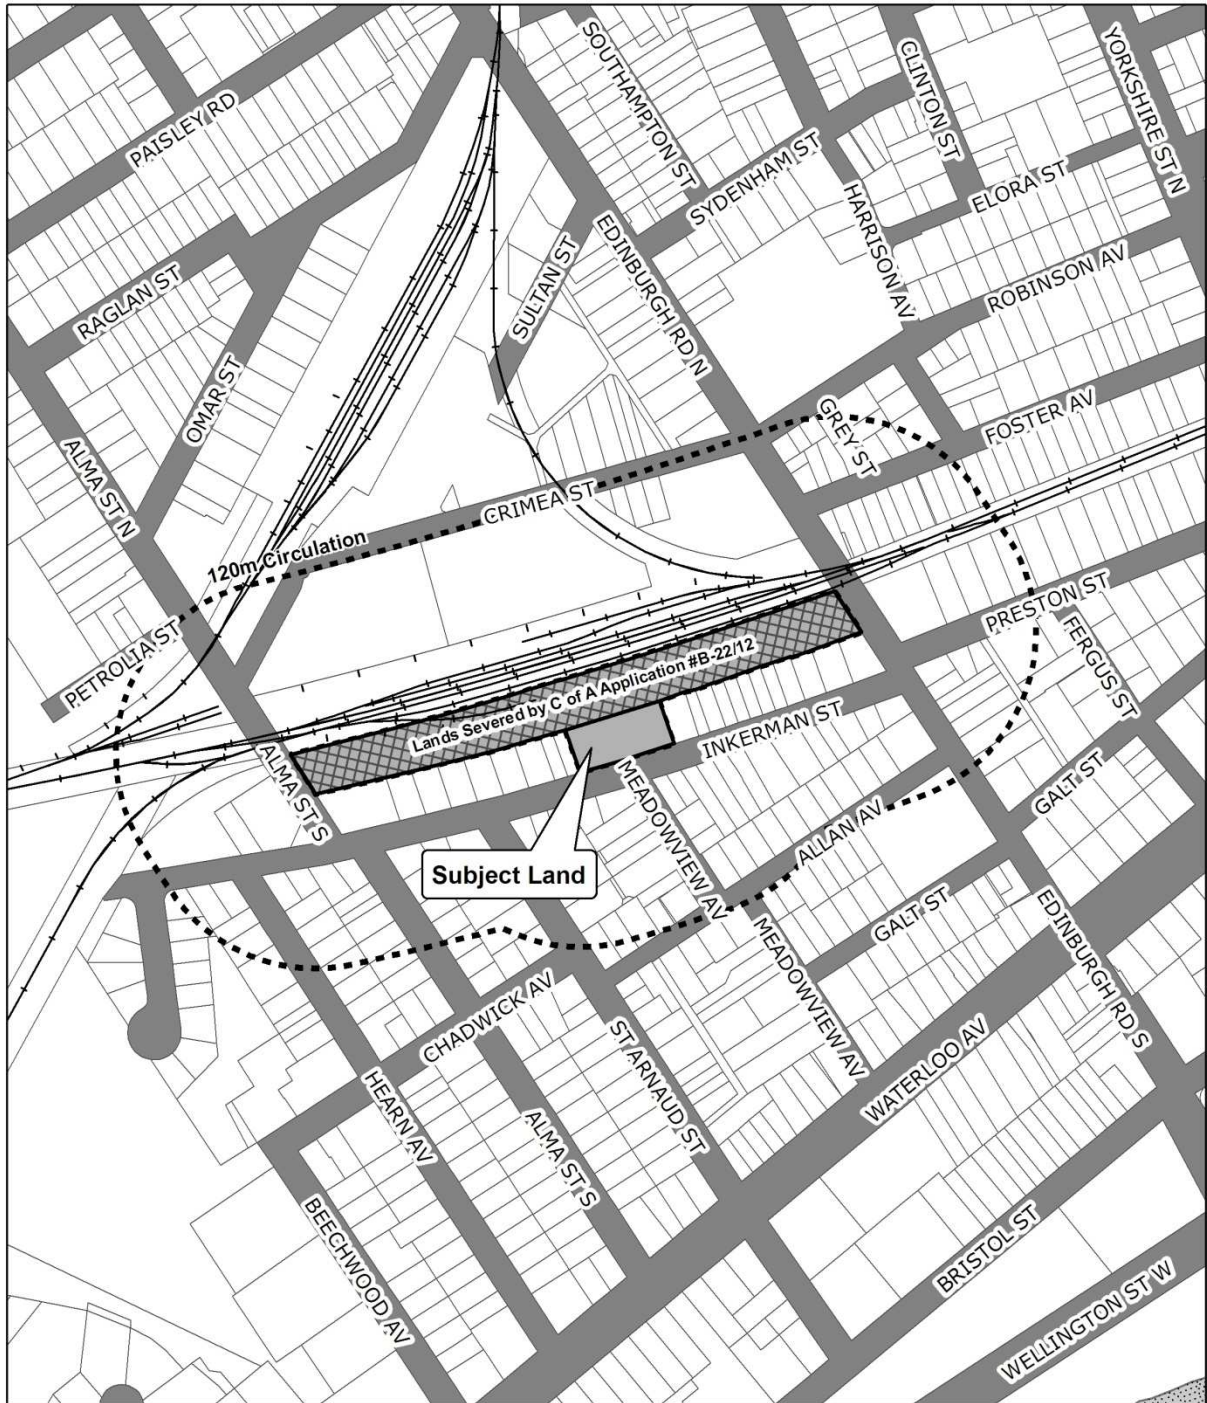 SOUTHAMPTON ST
CLINTON ST
YORKSHIRE ST N
PAISLEY RD
SYDENHAM ST
ELORA ST
HARRISON AV
EDINBURGH RD N
SULTAN ST
RAGLAN ST
ROBINSON AV
OMAR ST
GREY ST
FOSTER AV
ALMA ST N
CRIMEA ST
120m Circulation
PRESTON ST
FERGUS ST
PETROLIA ST
Lands Severed by C of A Application #B-22/12
INKERMAN ST
ALMA ST S
GALT ST
MEADOWVIEW AV
ALLAN AV
Subject Land
GALT ST
EDINBURGH RD S
MEADOWVIEW AV
CHADWICK AV
WATERLOO AV
ST ARNAUD ST
HEARN AV
ALMA ST S
BEECHWOOD AV
BRISTOL ST
WELLINGTON ST W